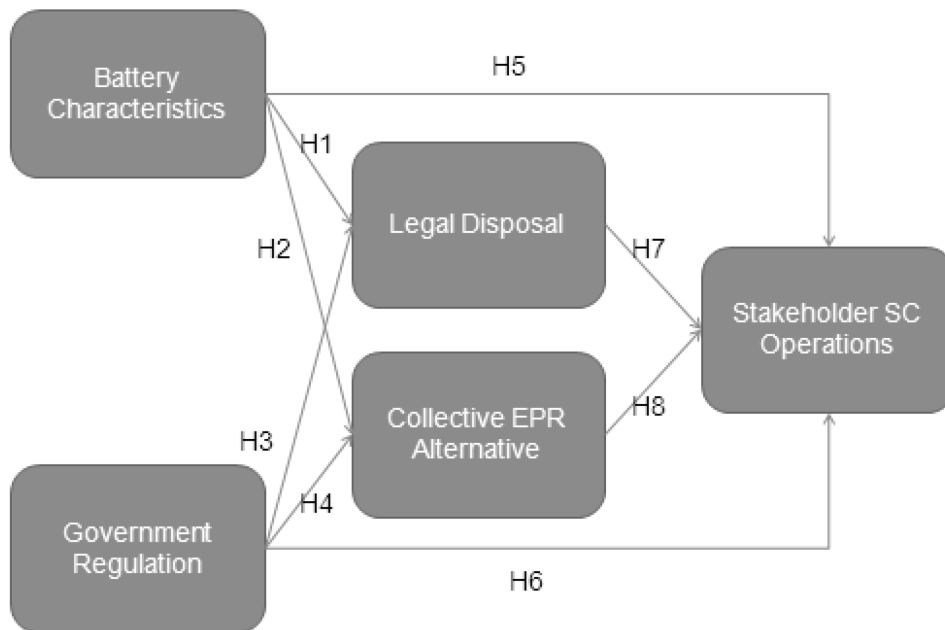 Battery
Characteristics
H5
H1
Legal Disposal
H2
H7
Stakeholder SC
Operations
H3
Collective EPR
Alternative
H8
H4
Government
Regulation
H6